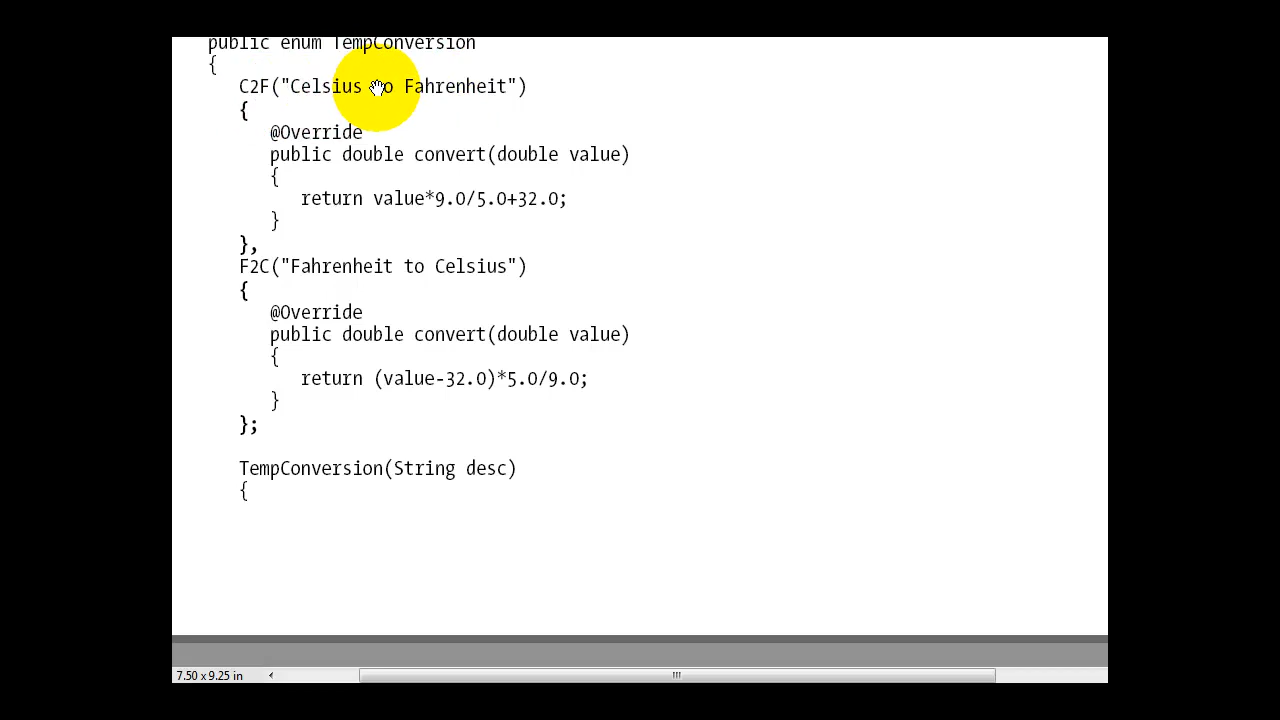 public enum TempConversion
{
C2F("Celsius to Fahrenheit")
{
@Override
public double convert(double value)
{
return value*9.0/5.0+32.0;
}
},
F2C("Fahrenheit to Celsius")
{
@Override
public double convert(double value)
{
return (value-32.0)*5.0/9.0;
}
};
TempConversion(String desc)
{
7.50 x 9.25 in